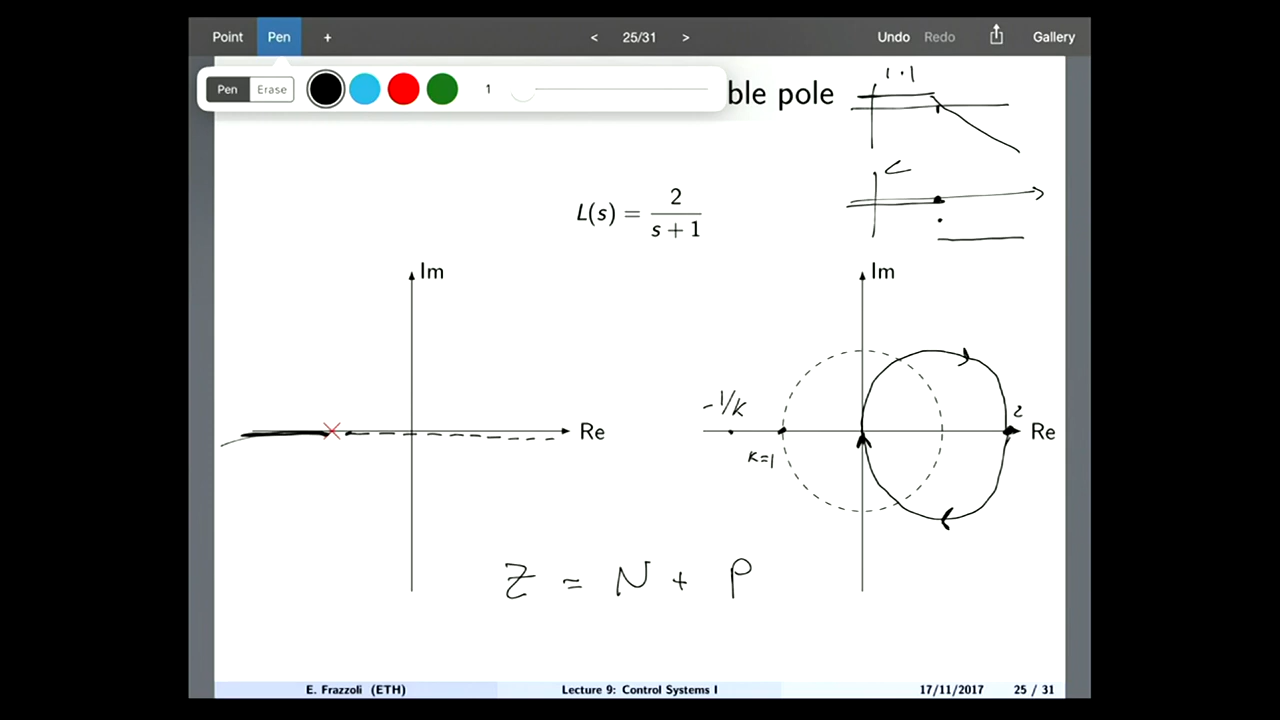 Point Pen + < 25/31 > Undo Redo Gallery
Pen Erase 1
ble pole
|·|
∠
L(s) = 2 / (s + 1)
Im
Re
Im
-1/K
K=1
2
Re
Z = N + P
E. Frazzoli (ETH) Lecture 9: Control Systems I 17/11/2017 25 / 31